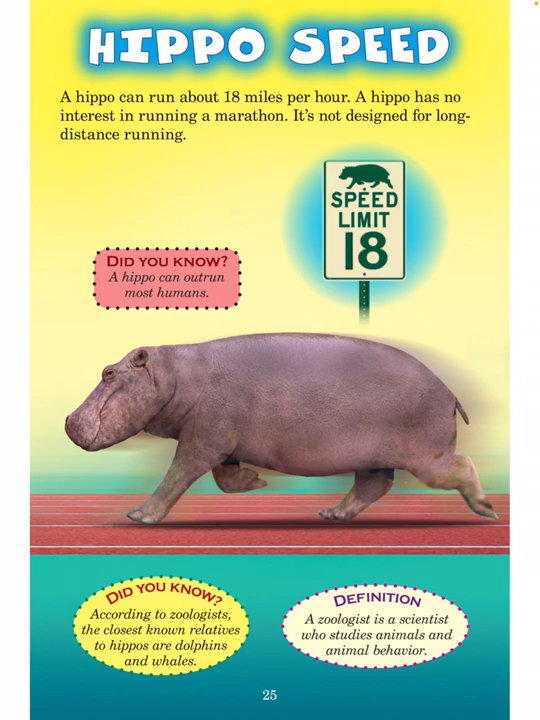 HIPPO SPEED
A hippo can run about 18 miles per hour. A hippo has no
interest in running a marathon. It's not designed for long-
distance running.
SPEED
LIMIT
18
DID YOU KNOW?
A hippo can outrun
most humans.
DID YOU KNOW?
According to zoologists,
the closest known relatives
to hippos are dolphins
and whales.
DEFINITION
A zoologist is a scientist
who studies animals and
animal behavior.
25